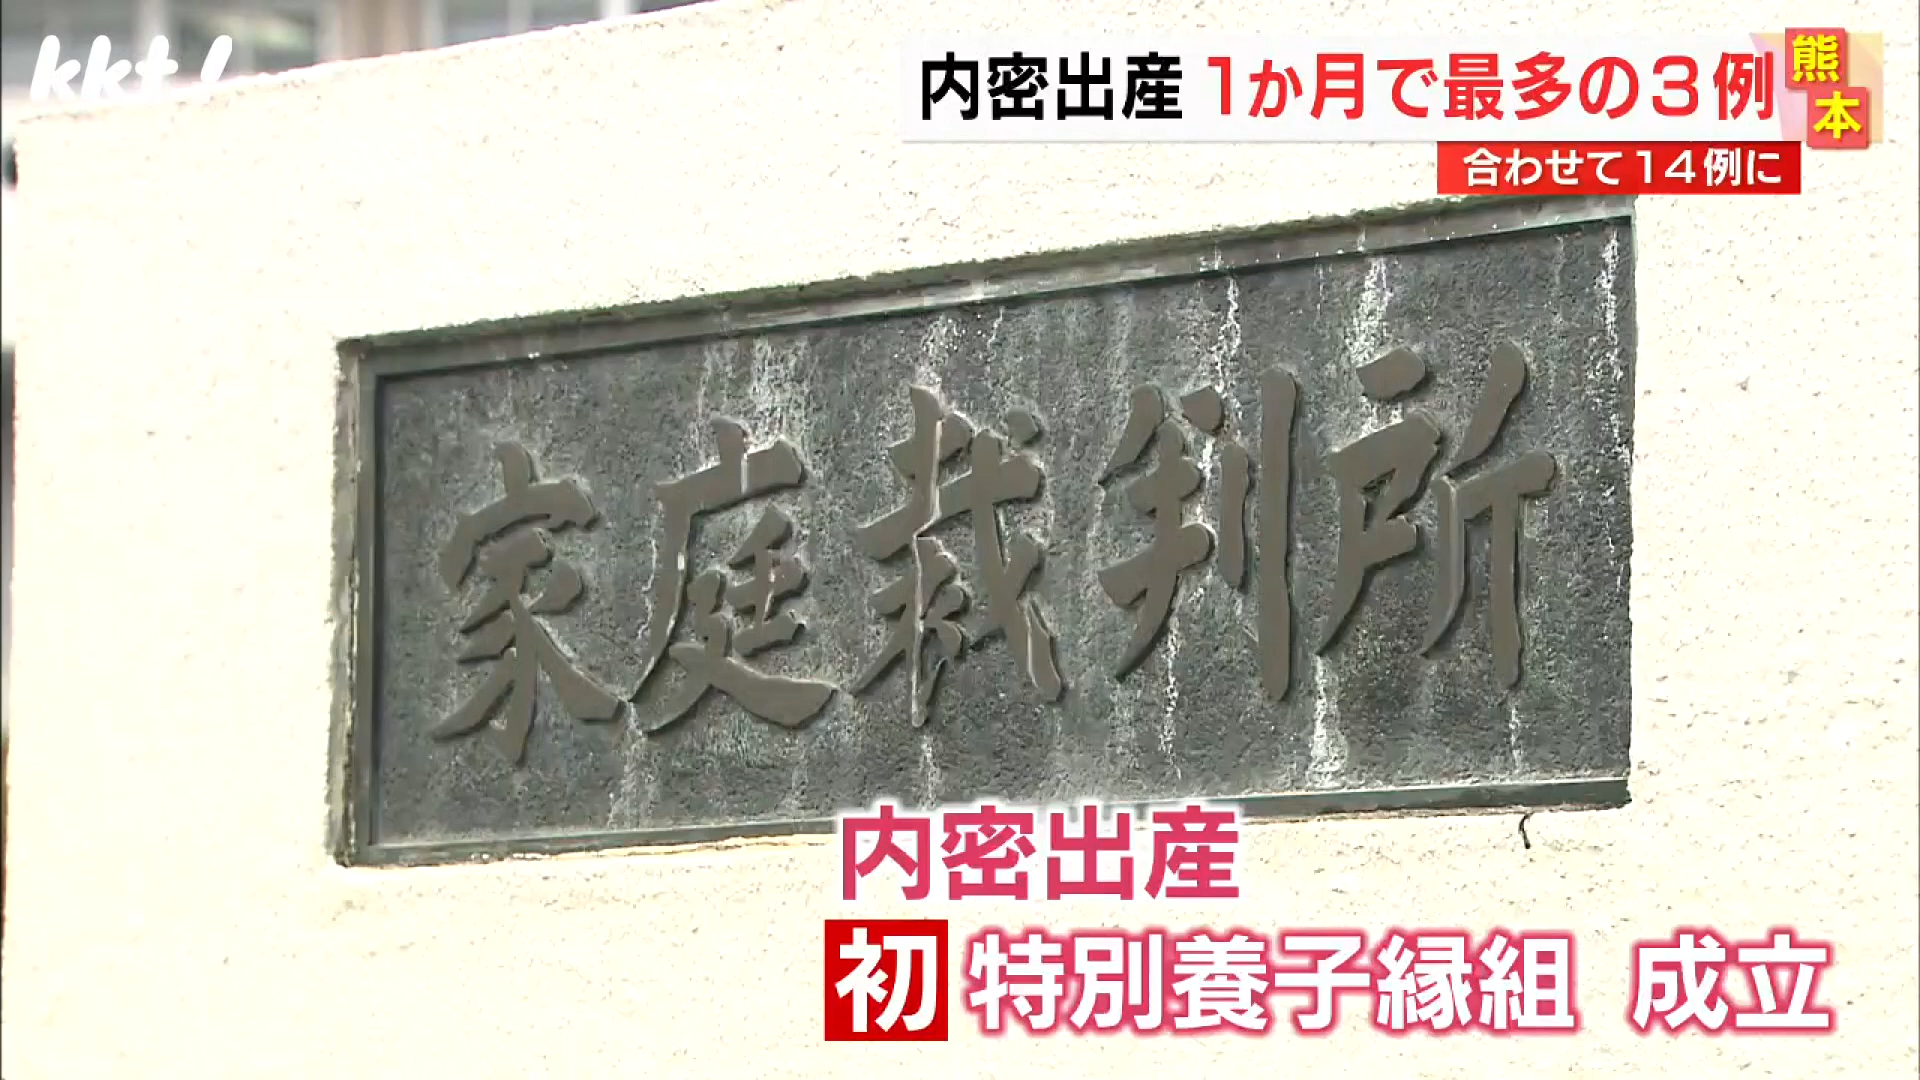 kkt!
内密出産 1か月で最多の3例
熊本
合わせて14例に
家庭裁判所
内密出産
初 特別養子縁組 成立